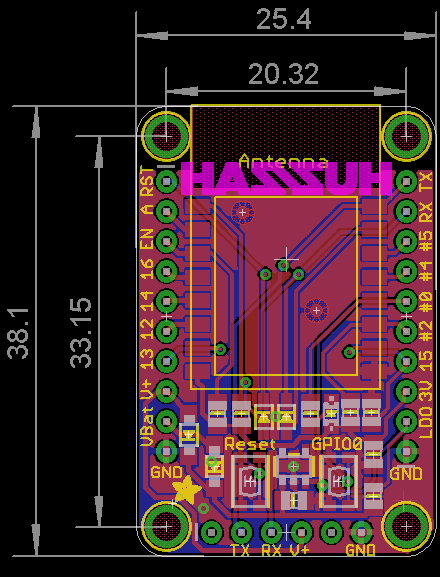 25.4
20.32
38.1
33.15
Antenna
HUZZAH
RST
A
EN
16
14
12
13
V+
VBat
GND
TX
RX
#5
#4
#0
#2
15
3V
LDO
GND
Reset
GPIO0
TX RX V+ GND